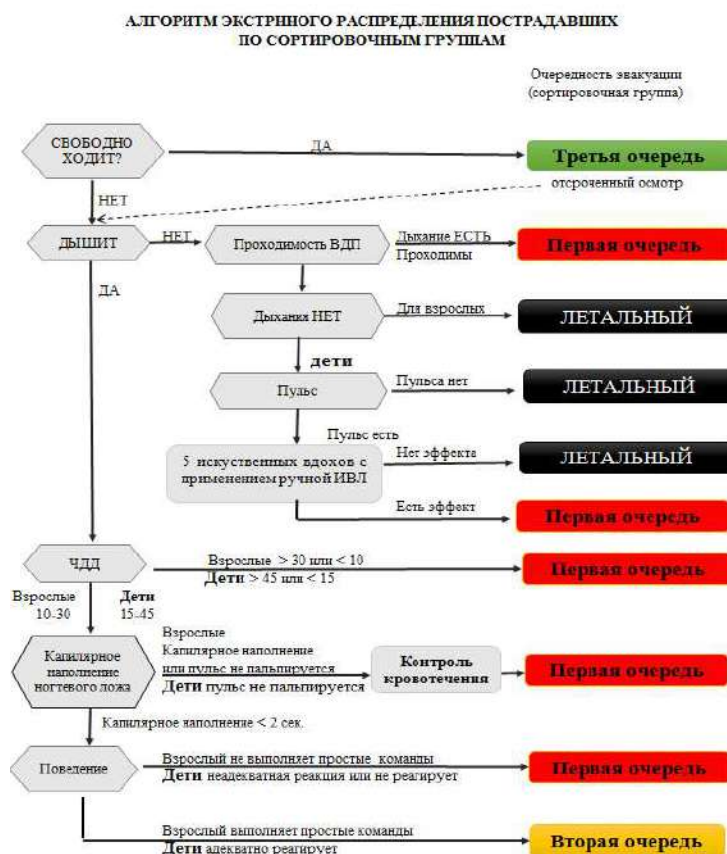 АЛГОРИТМ ЭКСТРННОГО РАСПРЕДЕЛЕНИЯ ПОСТРАДАВШИХ
ПО СОРТИРОВОЧНЫМ ГРУППАМ
Очередность эвакуации
(сортировочная группа)
СВОБОДНО
ХОДИТ?
ДА
Третья очередь
НЕТ
отсроченный осмотр
ДЫШИТ
НЕТ
Проходимость ВДП
Дыхание ЕСТЬ
Проходимы
Первая очередь
ДА
Дыхания НЕТ
Для взрослых
ЛЕТАЛЬНЫЙ
дети
Пульс
Пульса нет
ЛЕТАЛЬНЫЙ
Пульс есть
5 искуственных вдохов с
применением ручной ИВЛ
Нет эффекта
ЛЕТАЛЬНЫЙ
Есть эффект
Первая очередь
ЧДД
Взрослые > 30 или < 10
Дети > 45 или < 15
Первая очередь
Взрослые
10-30
Дети
15-45
Капилярное
наполнение
ногтевого ложа
Взрослые
Капилярное наполнение
или пульс не пальпируется
Дети пульс не пальпируется
Контроль
кровотечения
Первая очередь
Капилярное наполнение < 2 сек.
Поведение
Взрослый не выполняет простые команды
Дети неадекватная реакция или не реагирует
Первая очередь
Взрослый выполняет простые команды
Дети адекватно реагирует
Вторая очередь